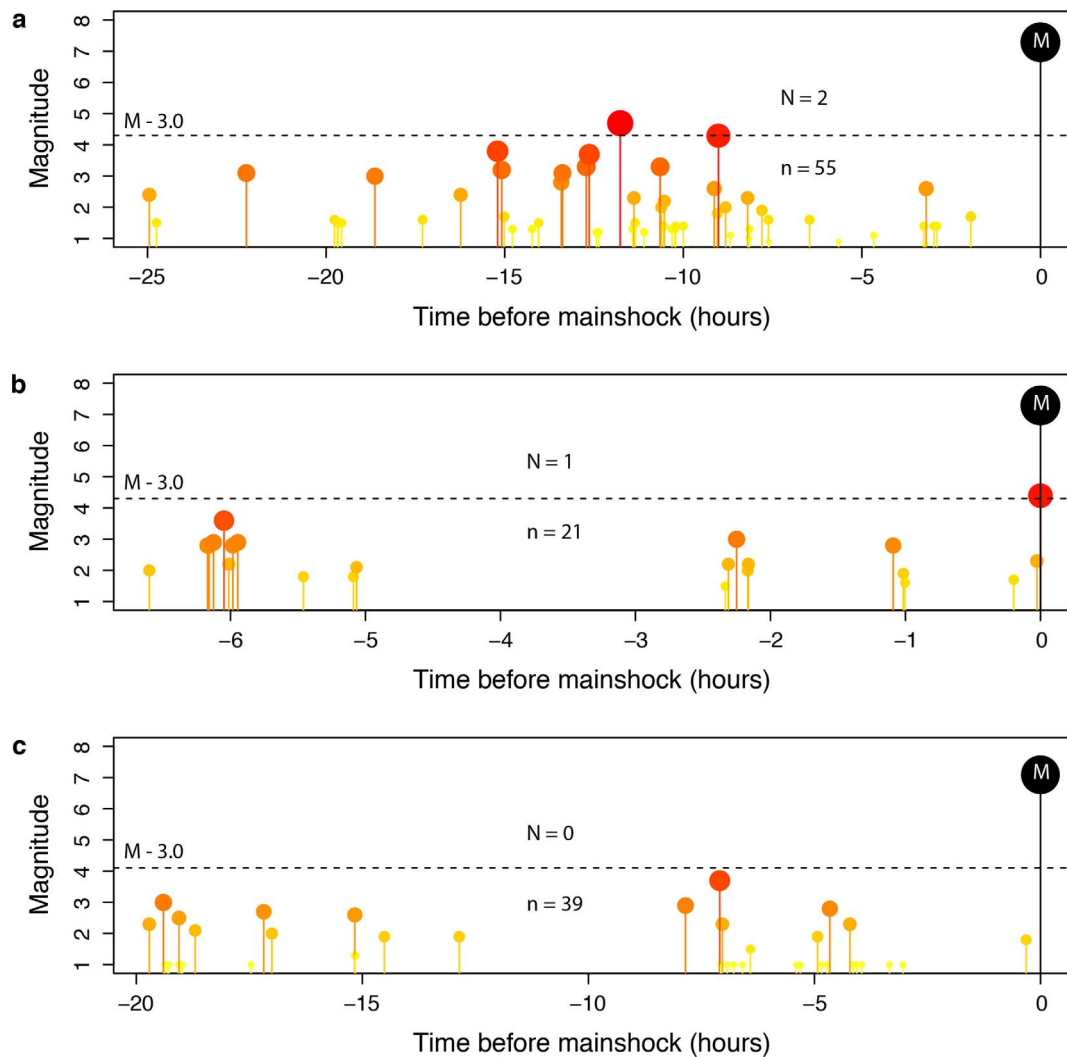 a
8
7
6
5
4
3
2
1
Magnitude
M
N = 2
M - 3.0
n = 55
−25
−20
−15
−10
−5
0
Time before mainshock (hours)
b
8
7
6
5
4
3
2
1
Magnitude
M
N = 1
M - 3.0
n = 21
−6
−5
−4
−3
−2
−1
0
Time before mainshock (hours)
c
8
7
6
5
4
3
2
1
Magnitude
M
N = 0
M - 3.0
n = 39
−20
−15
−10
−5
0
Time before mainshock (hours)